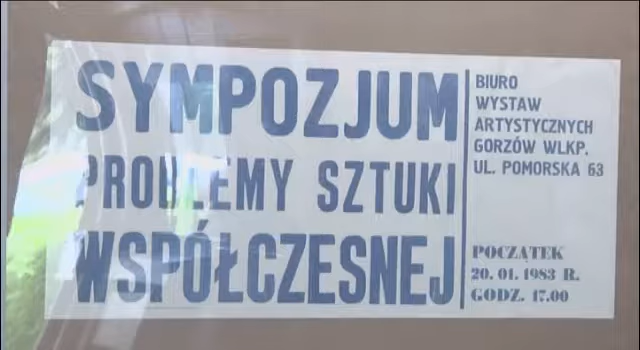 SYMPOZJUM
PROBLEMY SZTUKI
WSPÓŁCZESNEJ
BIURO
WYSTAW
ARTYSTYCZNYCH
GORZÓW WLKP.
UL. POMORSKA 63
POCZĄTEK
20. 01. 1983 R.
GODZ. 17.00